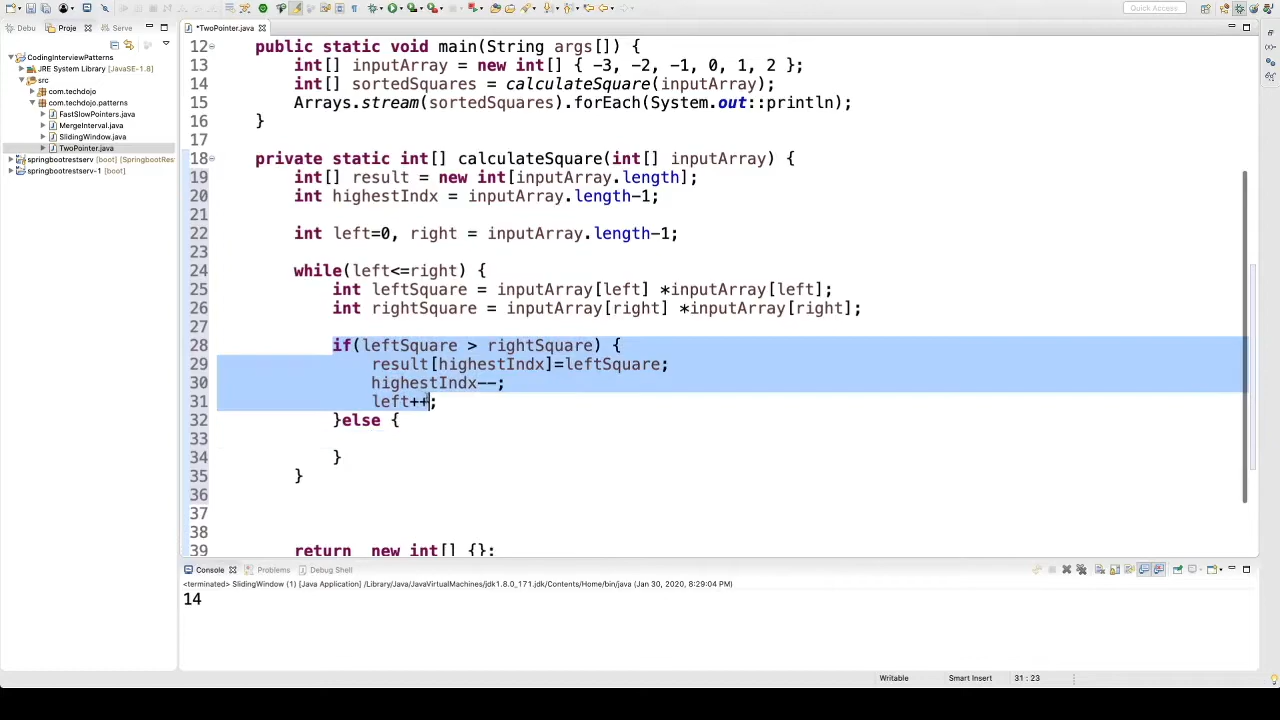 Quick Access
Debu
Proje
Serve
*TwoPointer.java
CodingInterviewPatterns
JRE System Library [JavaSE-1.8]
src
com.techdojo
com.techdojo.patterns
FastSlowPointers.java
MergeInterval.java
SlidingWindow.java
TwoPointer.java
springbootrestserv [boot] [SpringbootRes
springbootrestserv-1 [boot]
12 public static void main(String args[]) {
13 int[] inputArray = new int[] { -3, -2, -1, 0, 1, 2 };
14 int[] sortedSquares = calculateSquare(inputArray);
15 Arrays.stream(sortedSquares).forEach(System.out::println);
16 }
17
18 private static int[] calculateSquare(int[] inputArray) {
19 int[] result = new int[inputArray.length];
20 int highestIndx = inputArray.length-1;
21
22 int left=0, right = inputArray.length-1;
23
24 while(left<=right) {
25 int leftSquare = inputArray[left] *inputArray[left];
26 int rightSquare = inputArray[right] *inputArray[right];
27
28 if(leftSquare > rightSquare) {
29 result[highestIndx]=leftSquare;
30 highestIndx--;
31 left++;
32 }else {
33
34 }
35 }
36
37
38
39 return new int[] {};
Console
Problems
Debug Shell
<terminated> SlidingWindow (1) [Java Application] /Library/Java/JavaVirtualMachines/jdk1.8.0_171.jdk/Contents/Home/bin/java (Jan 30, 2020, 8:29:04 PM)
14
Writable
Smart Insert
31 : 23